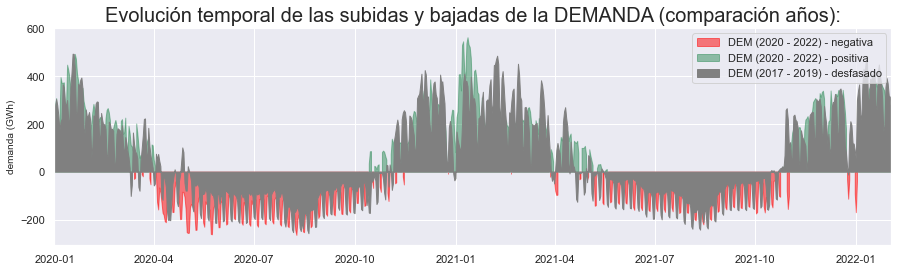 Evolución temporal de las subidas y bajadas de la DEMANDA (comparación años):
DEM (2020 - 2022) - negativa
DEM (2020 - 2022) - positiva
DEM (2017 - 2019) - desfasado
demanda (GWh)
600
400
200
0
−200
2020-01 2020-04 2020-07 2020-10 2021-01 2021-04 2021-07 2021-10 2022-01